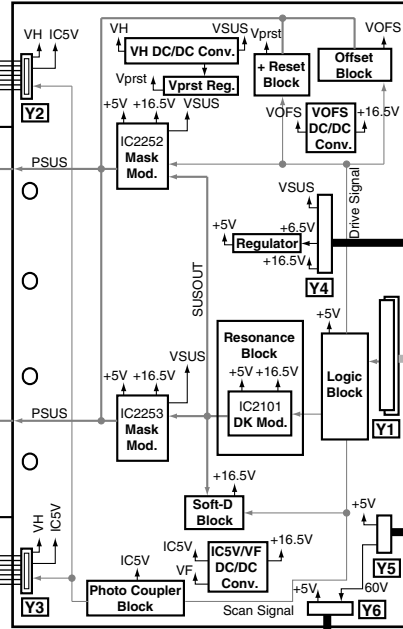 VH
IC5V
Y2
VH
VSUS
VH DC/DC Conv.
Vprst
Vprst Reg.
Vprst
+ Reset
Block
VOFS
Offset
Block
+5V
+16.5V
VSUS
IC2252
Mask
Mod.
PSUS
VOFS
+16.5V
VOFS
DC/DC
Conv.
Drive Signal
VSUS
+5V
+6.5V
Regulator
+16.5V
Y4
SUSOUT
+5V
Resonance
Block
+5V
+16.5V
IC2101
DK Mod.
Logic
Block
Y1
+5V
+16.5V
VSUS
IC2253
Mask
Mod.
PSUS
+16.5V
Soft-D
Block
VH
IC5V
Y3
IC5V
Photo Coupler
Block
IC5V
VF
IC5V/VF
DC/DC
Conv.
+16.5V
Scan Signal
+5V
Y5
+5V
60V
Y6